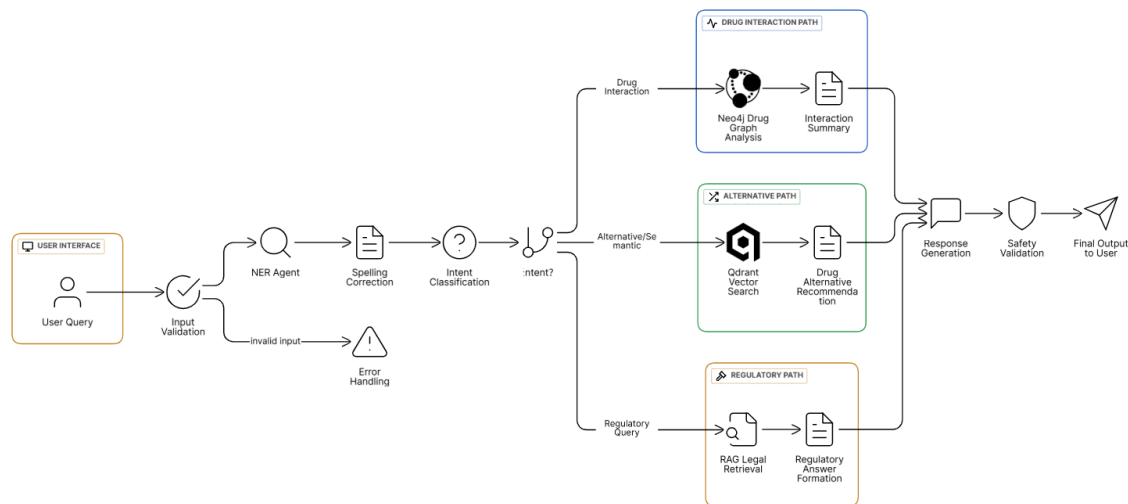 DRUG INTERACTION PATH
Drug
Interaction
Neo4j Drug
Graph
Analysis
Interaction
Summary
ALTERNATIVE PATH
USER INTERFACE
User Query
Input
Validation
NER Agent
Spelling
Correction
Intent
Classification
:ntent?
Alternative/Se
mantic
Qdrant
Vector
Search
Drug
Alternative
Recommenda
tion
Response
Generation
Safety
Validation
Final Output
to User
invalid input
Error
Handling
REGULATORY PATH
Regulatory
Query
RAG Legal
Retrieval
Regulatory
Answer
Formation